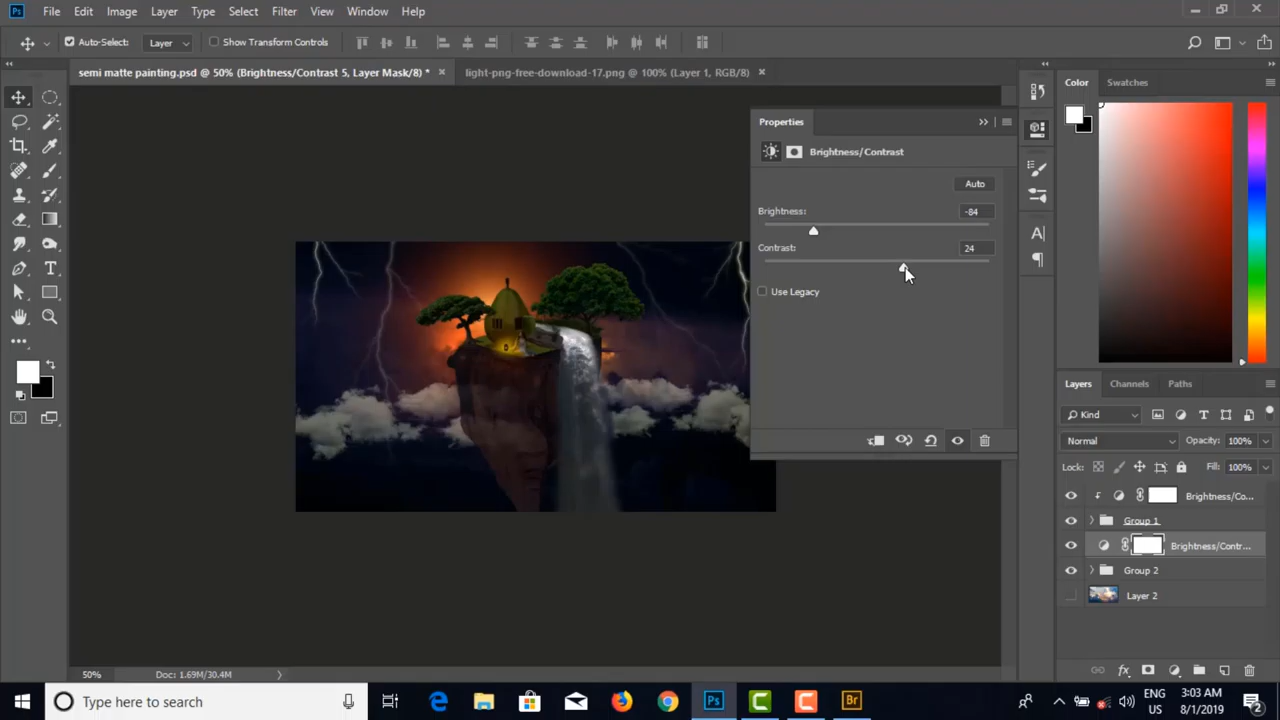 Ps File Edit Image Layer Type Select Filter View Window Help
Auto-Select: Layer Show Transform Controls
semi matte painting.psd @ 50% (Brightness/Contrast 5, Layer Mask/8) * light-png-free-download-17.png @ 100% (Layer 1, RGB/8)
Properties
Brightness/Contrast
Auto
Brightness: -84
Contrast: 24
Use Legacy
Color Swatches
Layers Channels Paths
Kind
Normal Opacity: 100%
Lock: Fill: 100%
Brightness/Co...
Group 1
Brightness/Contr...
Group 2
Layer 2
50% Doc: 1.69M/30.4M
Type here to search
Ps
Br
ENG
US
3:03 AM
8/1/2019
2